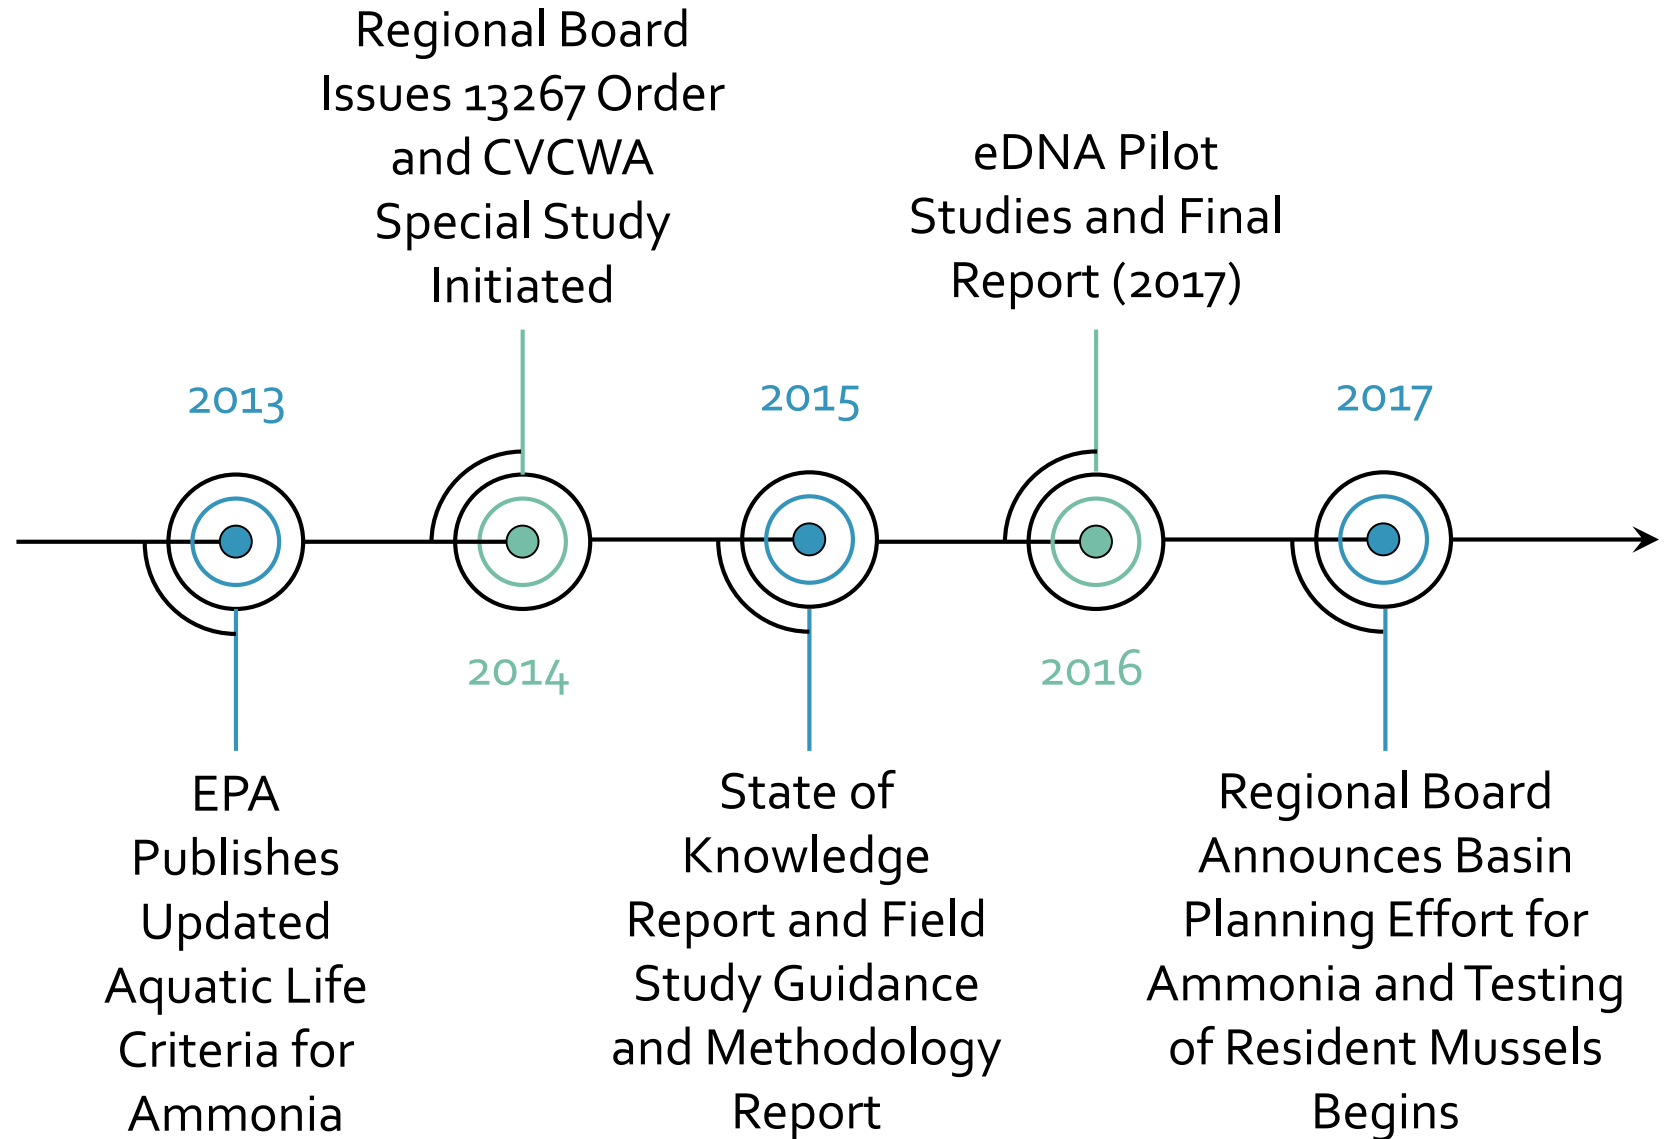 Regional Board
Issues 13267 Order
and CVCWA
Special Study
Initiated
eDNA Pilot
Studies and Final
Report (2017)
2013
2015
2017
2014
2016
EPA
Publishes
Updated
Aquatic Life
Criteria for
Ammonia
State of
Knowledge
Report and Field
Study Guidance
and Methodology
Report
Regional Board
Announces Basin
Planning Effort for
Ammonia and Testing
of Resident Mussels
Begins